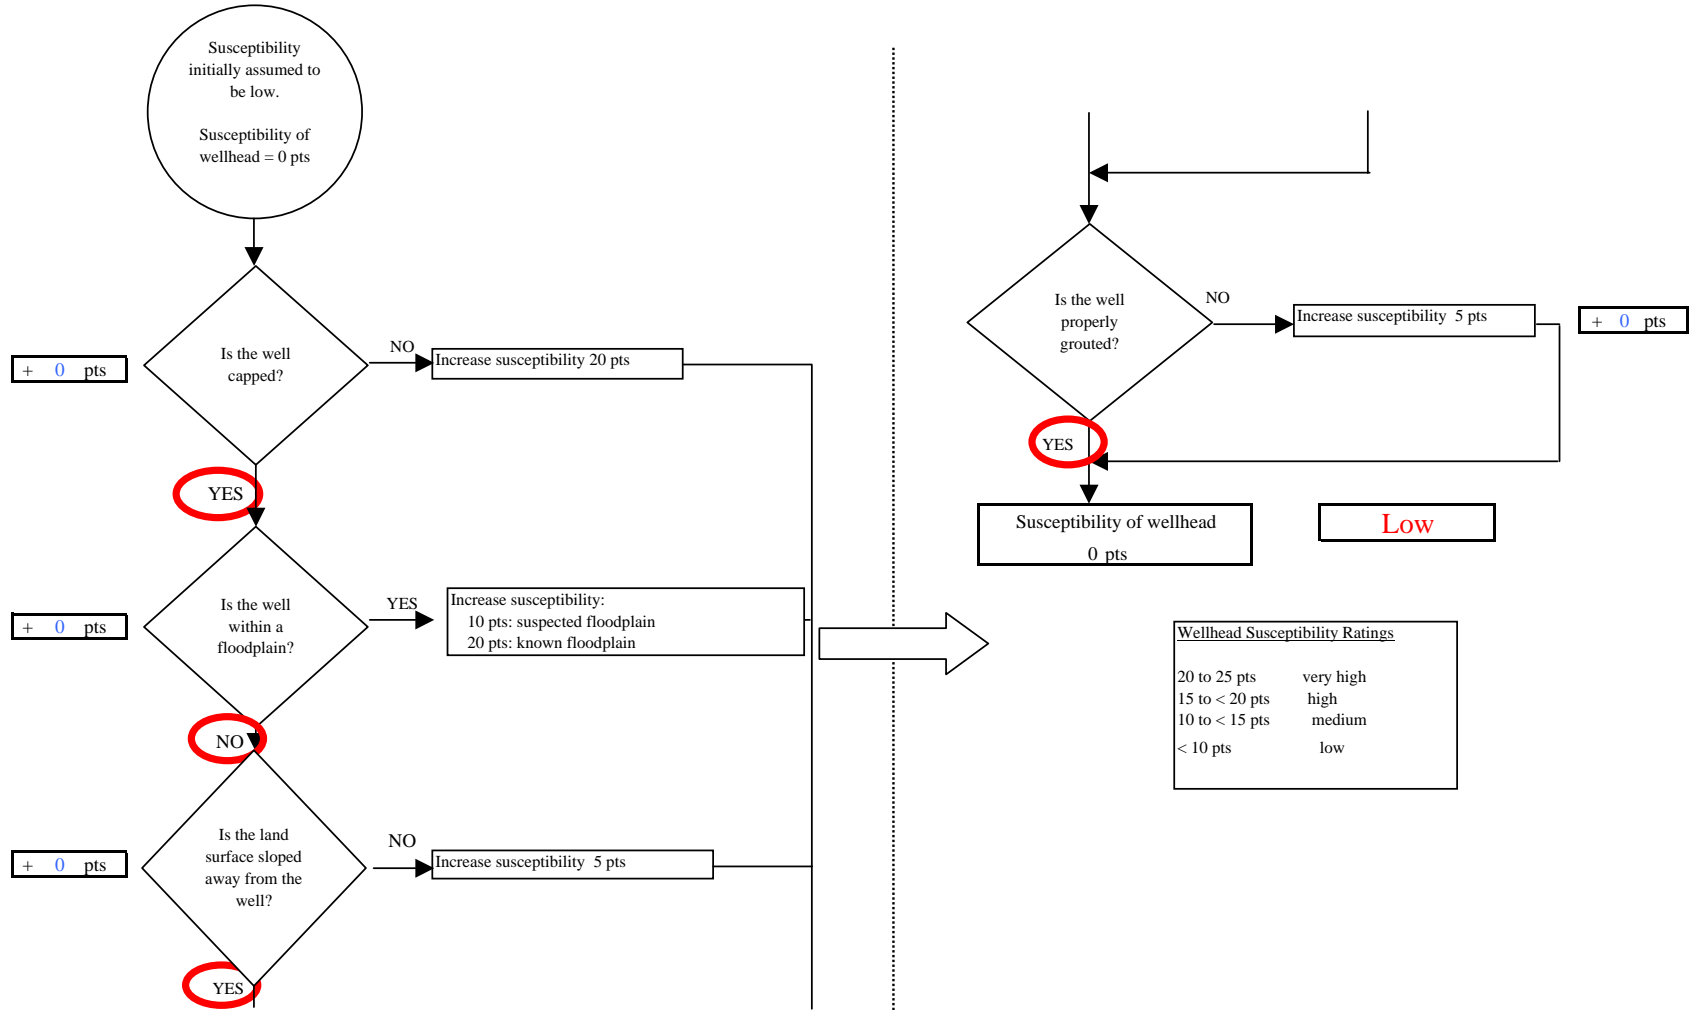 Susceptibility
initially assumed to
be low.
Susceptibility of
wellhead = 0 pts
Is the well
capped?
NO
Increase susceptibility 20 pts
+ 0 pts
YES
Is the well
within a
floodplain?
YES
Increase susceptibility:
10 pts: suspected floodplain
20 pts: known floodplain
+ 0 pts
NO
Is the land
surface sloped
away from the
well?
NO
Increase susceptibility 5 pts
+ 0 pts
YES
Is the well
properly
grouted?
NO
Increase susceptibility 5 pts
+ 0 pts
YES
Susceptibility of wellhead
0 pts
Low
Wellhead Susceptibility Ratings
20 to 25 pts very high
15 to < 20 pts high
10 to < 15 pts medium
< 10 pts low